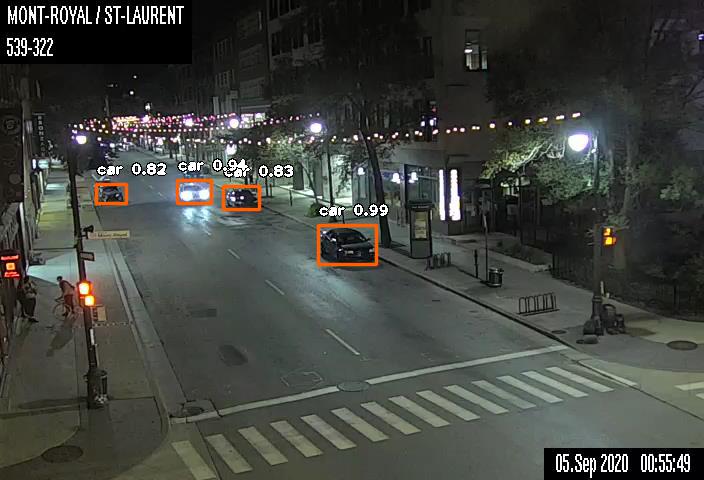 MONT-ROYAL / ST-LAURENT
539-322
car 0.82
car 0.94
car 0.83
car 0.99
05.Sep 2020 00:55:49